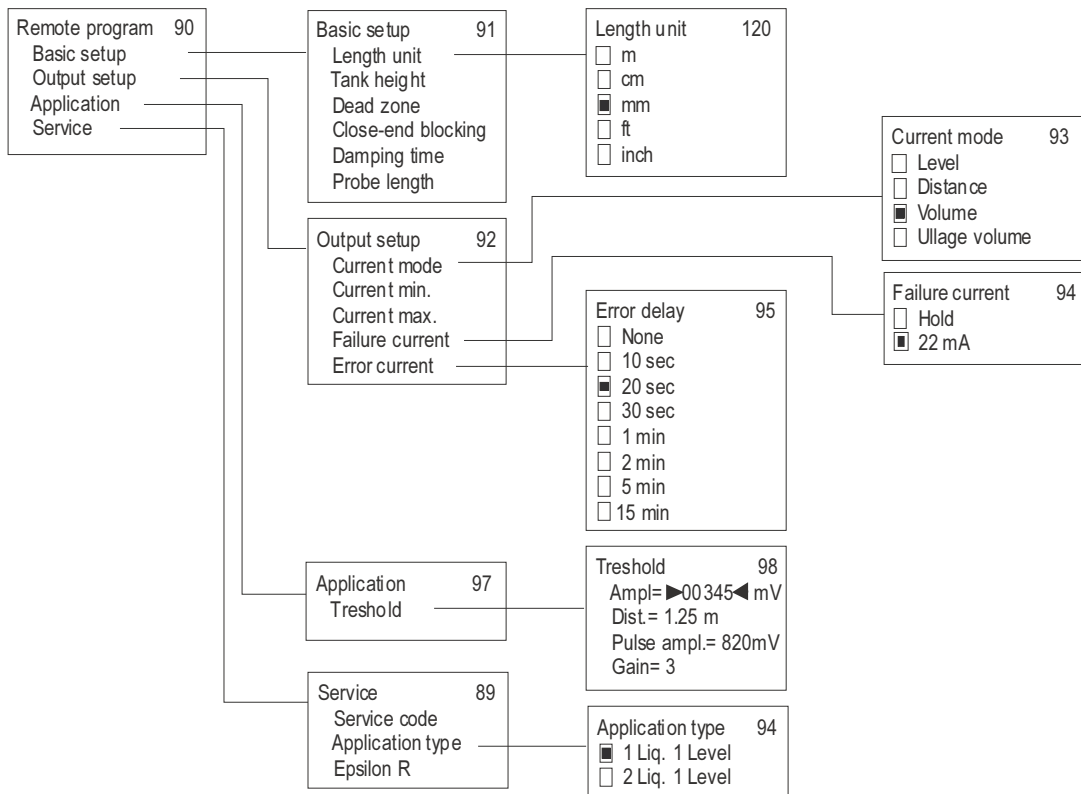 Remote program 90
Basic setup
Output setup
Application
Service
Basic setup 91
Length unit
Tank height
Dead zone
Close-end blocking
Damping time
Probe length
Length unit 120
m
cm
mm
ft
inch
Current mode 93
Level
Distance
Volume
Ullage volume
Output setup 92
Current mode
Current min.
Current max.
Failure current
Error current
Failure current 94
Hold
22 mA
Error delay 95
None
10 sec
20 sec
30 sec
1 min
2 min
5 min
15 min
Application 97
Treshold
Treshold 98
Ampl= ►00345◄ mV
Dist.= 1.25 m
Pulse ampl.= 820mV
Gain= 3
Service 89
Service code
Application type
Epsilon R
Application type 94
1 Liq. 1 Level
2 Liq. 1 Level